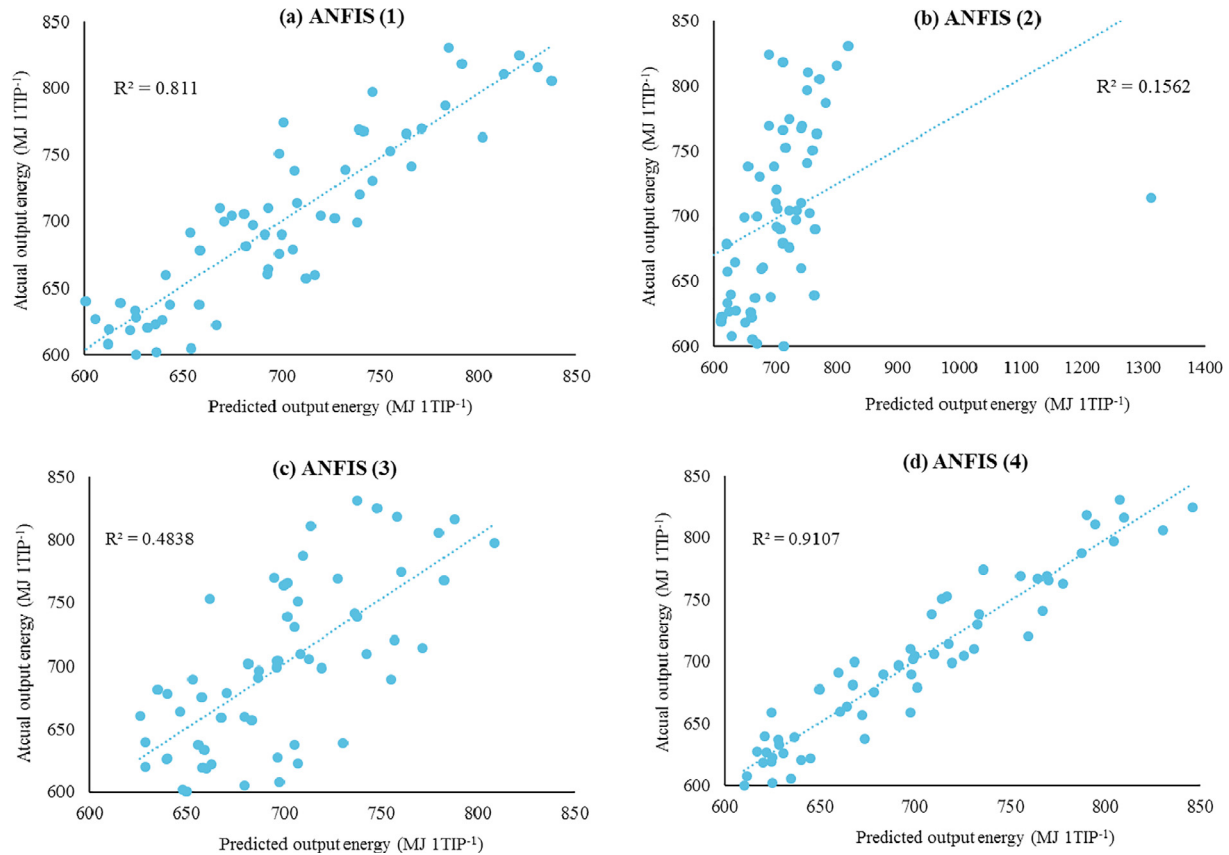 (a) ANFIS (1)
Atcual output energy (MJ 1TIP⁻¹)
850
800
750
700
650
600
R² = 0.811
600 650 700 750 800 850
Predicted output energy (MJ 1TIP⁻¹)
(b) ANFIS (2)
Atcual output energy (MJ 1TIP⁻¹)
850
800
750
700
650
600
R² = 0.1562
600 700 800 900 1000 1100 1200 1300 1400
Predicted output energy (MJ 1TIP⁻¹)
(c) ANFIS (3)
Atcual output energy (MJ 1TIP⁻¹)
850
800
750
700
650
600
R² = 0.4838
600 650 700 750 800 850
Predicted output energy (MJ 1TIP⁻¹)
(d) ANFIS (4)
Atcual output energy (MJ 1TIP⁻¹)
850
800
750
700
650
600
R² = 0.9107
600 650 700 750 800 850
Predicted output energy (MJ 1TIP⁻¹)